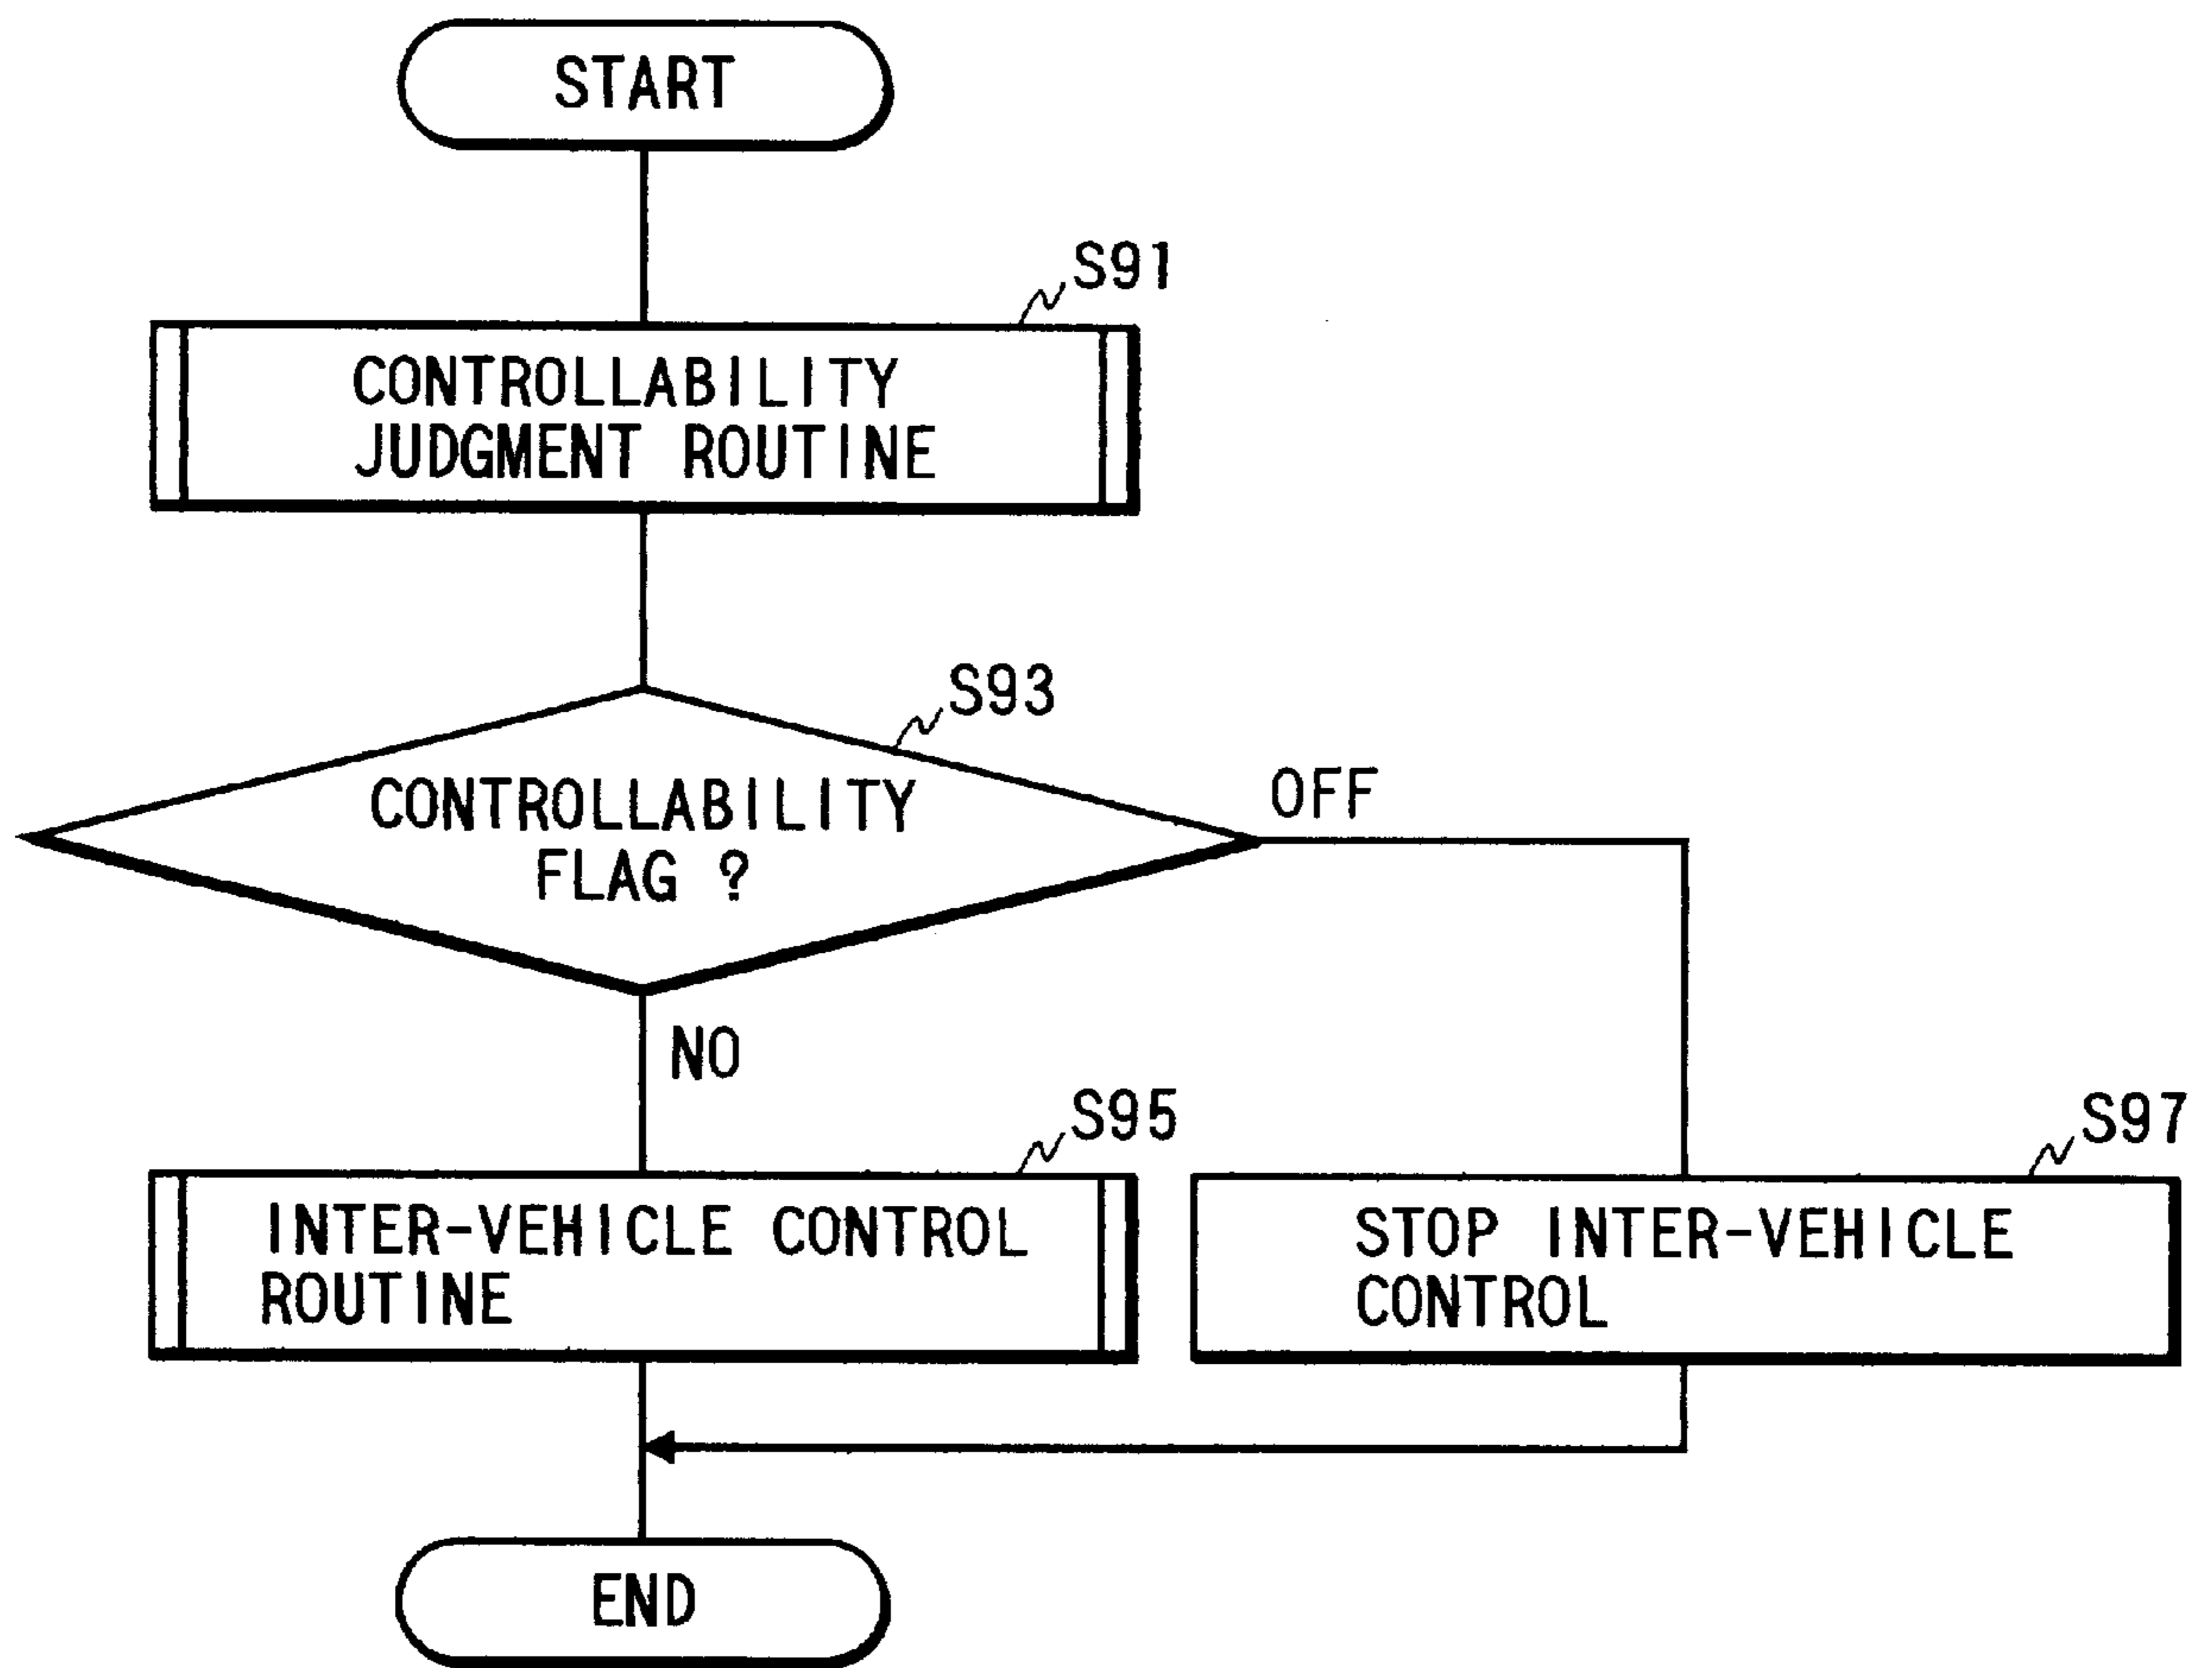 START
S91
CONTROLLABILITY
JUDGMENT ROUTINE
S93
CONTROLLABILITY
FLAG ?
OFF
NO
S95
INTER-VEHICLE CONTROL
ROUTINE
S97
STOP INTER-VEHICLE
CONTROL
END